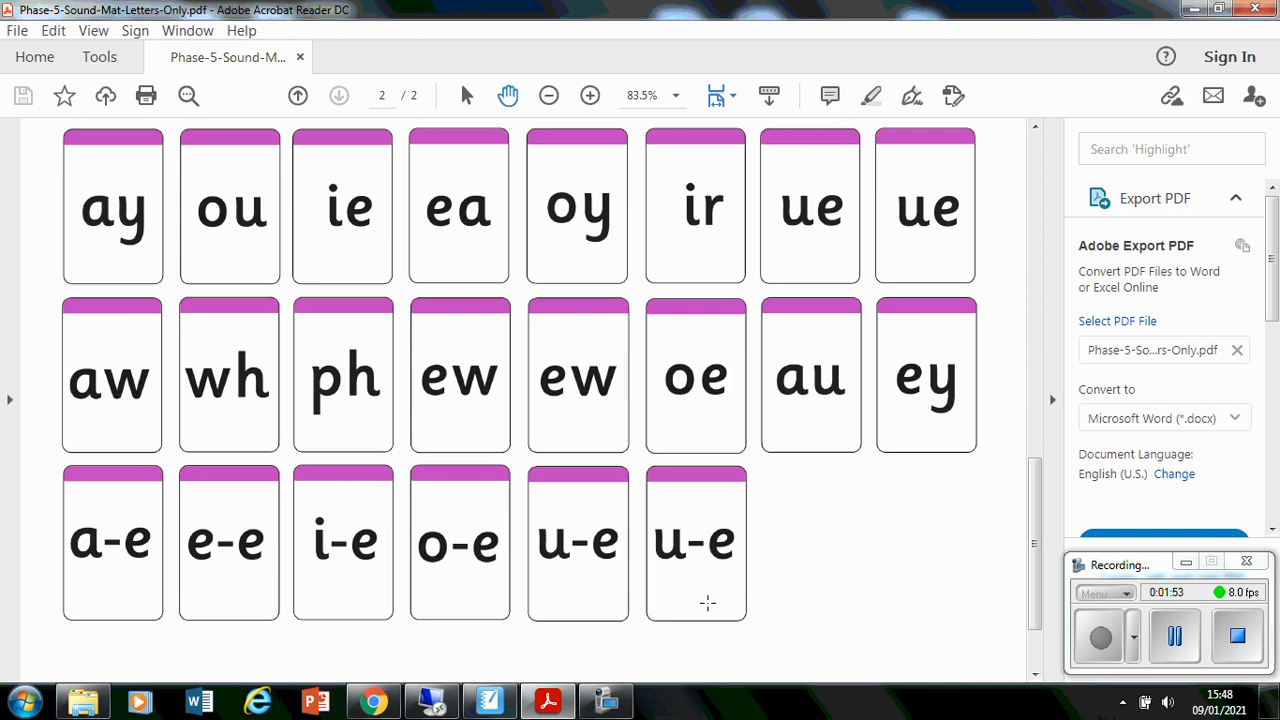 Phase-5-Sound-Mat-Letters-Only.pdf - Adobe Acrobat Reader DC
File Edit View Sign Window Help
Home Tools Phase-5-Sound-M... × Sign In
2 / 2 83.5%
Search 'Highlight'
ay ou ie ea oy ir ue ue
Export PDF
Adobe Export PDF
Convert PDF Files to Word
or Excel Online
Select PDF File
Phase-5-So...rs-Only.pdf
aw wh ph ew ew oe au ey
Convert to
Microsoft Word (*.docx)
Document Language:
English (U.S.) Change
a-e e-e i-e o-e u-e u-e
Recording...
Menu 0:01:53 8.0 fps
15:48
09/01/2021